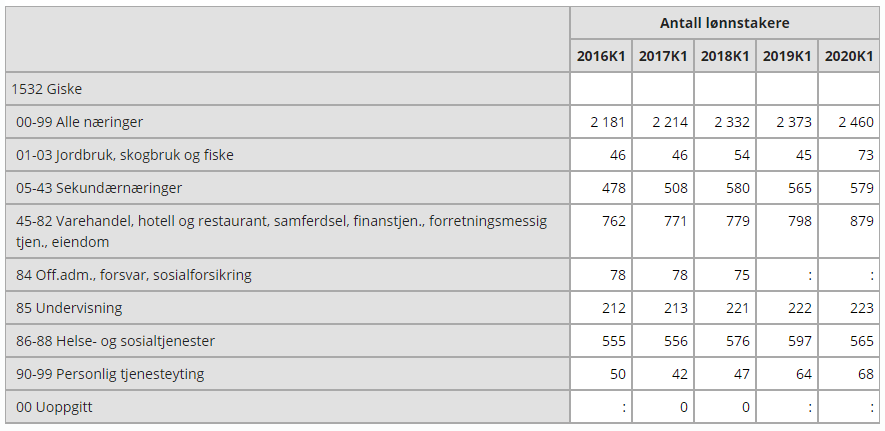 Antall lønnstakere
2016K1 2017K1 2018K1 2019K1 2020K1
1532 Giske
00-99 Alle næringer 2 181 2 214 2 332 2 373 2 460
01-03 Jordbruk, skogbruk og fiske 46 46 54 45 73
05-43 Sekundærnæringer 478 508 580 565 579
45-82 Varehandel, hotell og restaurant, samferdsel, finanstjen., forretningsmessig 762 771 779 798 879
tjen., eiendom
84 Off.adm., forsvar, sosialforsikring 78 78 75 : :
85 Undervisning 212 213 221 222 223
86-88 Helse- og sosialtjenester 555 556 576 597 565
90-99 Personlig tjenesteyting 50 42 47 64 68
00 Uoppgitt : 0 0 : :